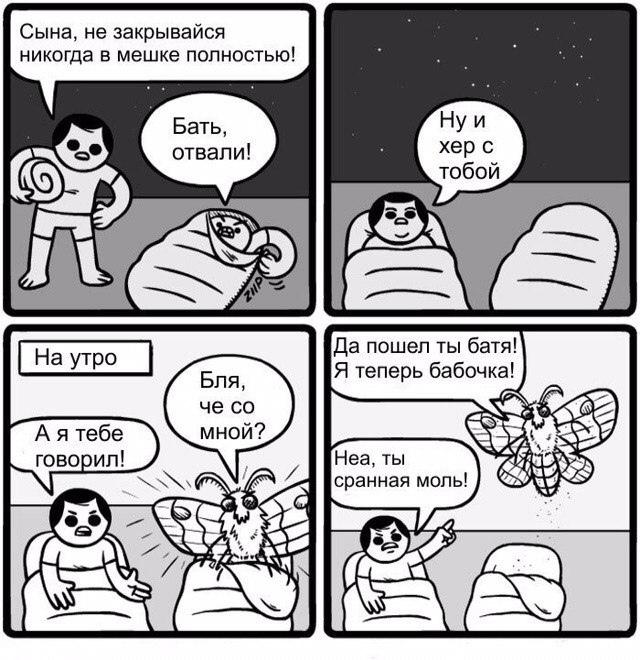 Сына, не закрывайся
никогда в мешке полностью!
Бать,
отвали!
ZIIP
Ну и
хер с
тобой
На утро
Бля,
че со
мной?
А я тебе
говорил!
Да пошел ты батя!
Я теперь бабочка!
Неа, ты
сранная моль!